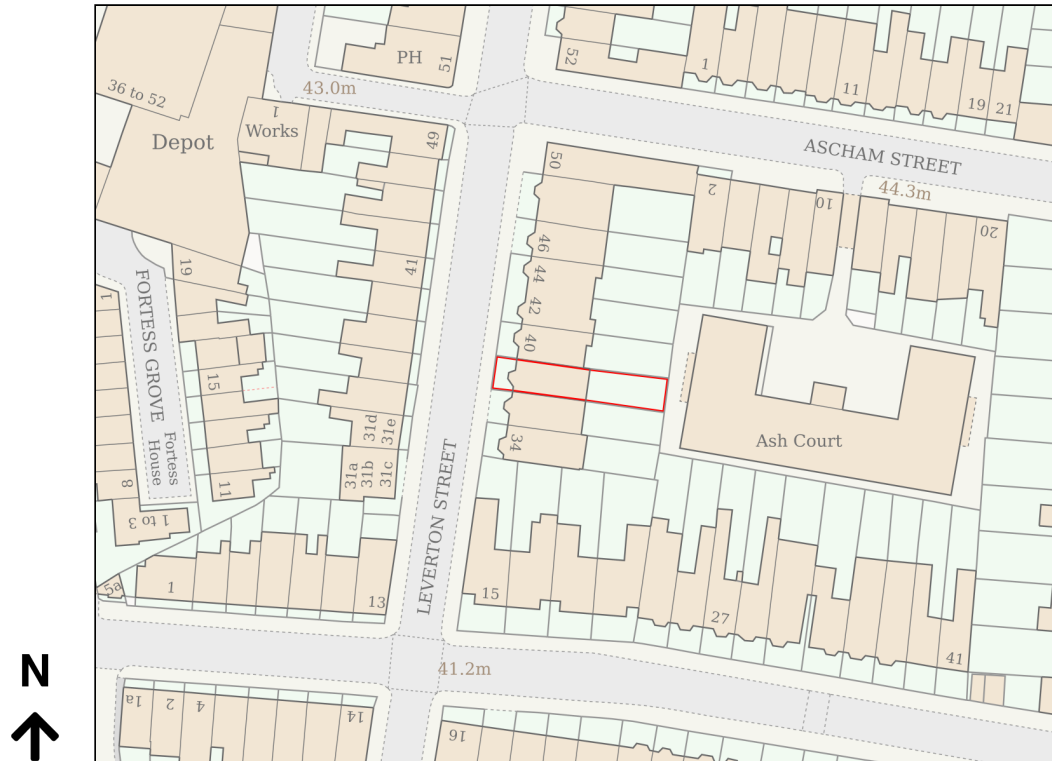 PH
51
52
1
11
19
21
36 to 52
43.0m
1
Works
Depot
49
ASCHAM STREET
44.3m
50
2
10
20
46
44
42
40
34
41
19
FORTESS GROVE
1
15
Fortess
House
11
8
1 to 3
31d
31e
31a
31b
31c
Ash Court
LEVERTON STREET
5a
1
13
15
27
41
41.2m
1a
2
4
14
16
N